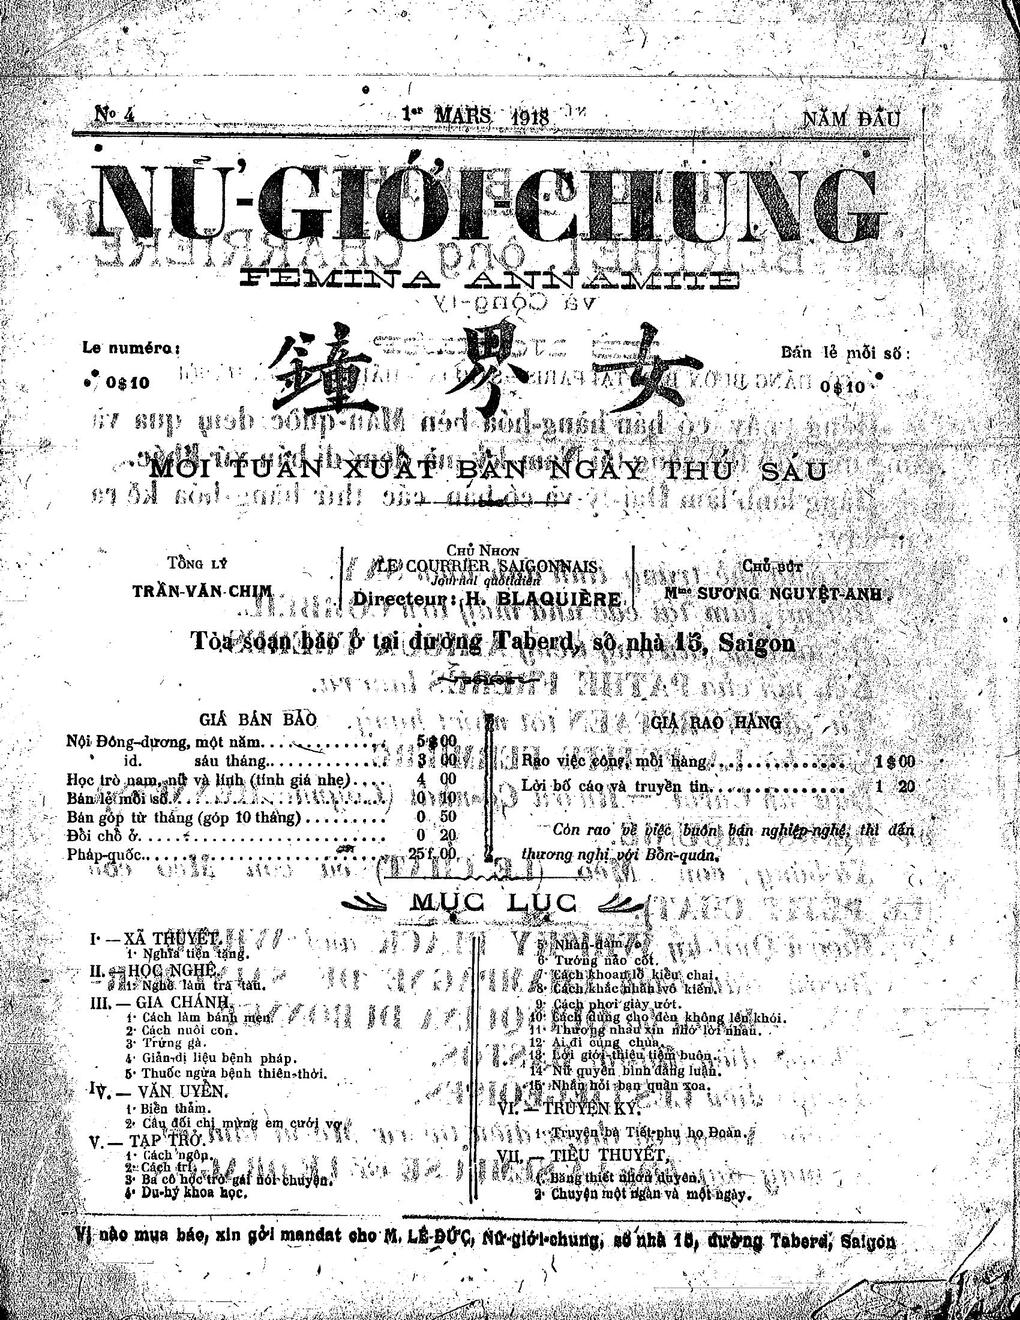 No 4
1er MARS 1918
NĂM ĐẦU
NỮ-GIỚI-CHUNG
FÉMINA ANNAMITE
Le numéro:
0$10
鐘 界 女
Bán lẻ mỗi số:
0$10
MỖI TUẦN XUẤT BẢN NGÀY THỨ SÁU
TỔNG LÝ
TRẦN-VĂN-CHIM
CHỦ NHƠN
LE COURRIER SAIGONNAIS
Journal quotidien
Directeur: H. BLAQUIÈRE
CHỦ BÚT
Mme SƯƠNG NGUYỆT-ANH.
Tòa soạn báo ở tại đường Taberd, số nhà 15, Saigon
GIÁ BÁN BÁO
Nội Đông-dương, một năm. 5$00
id. sáu tháng. 3 00
Học trò nam, nữ và lính (tính giá nhẹ) 4 00
Bán lẻ mỗi số. 0 10
Bán góp từ tháng (góp 10 tháng) 0 50
Đổi chỗ ở. 0 20
Pháp-quốc. 25f,00
GIÁ RAO HÀNG
Rao việc công, mỗi hàng. 1$00
Lời bố cáo và truyền tin. 1 20
Còn rao về việc buôn bán nghiệp-nghệ, thì đến
thương nghị với Bổn-quán.
MỤC LỤC
I· — XÃ THUYẾT.
1· Nghĩa tiện tặng.
II. — HỌC NGHỀ.
1· Nghề làm trà tàu.
III. — GIA CHÁNH.
1· Cách làm bánh men.
2· Cách nuôi con.
3· Trứng gà.
4· Giản-dị liệu bệnh pháp.
5· Thuốc ngừa bệnh thiên-thời.
IV. — VĂN UYỂN.
1· Biển thảm.
2· Câu đối chị mừng em cưới vợ.
V. — TẠP TRỞ.
1· Cách ngôn.
2· Cách trí.
3· Ba cô học trò gái nói chuyện.
4· Du-hý khoa học.
5· Nhàn-đàm.
6· Tướng não cốt.
7· Cách khoan lỗ kiểu chai.
8· Cách khắc nhản vô kiến.
9· Cách phơi giày ướt.
10· Cách dùng cho đèn không lên khói.
11· Thương nhau xin nhớ lời nhau.
12· Ai đi cúng chùa.
13· Lời giới-thiệu tiệm buôn.
14· Nữ quyền bình đẳng luận.
15· Nhắn hỏi bạn quần xoa.
VI. — TRUYỆN KÝ.
1· Truyện bà Tiết-phụ họ Đoàn.
VII. — TIỂU THUYẾT.
1· Băng thiết nhơn duyên.
2· Chuyện một ngàn và một ngày.
Vị nào mua báo, xin gởi mandat cho M. LÊ-ĐỨC, Nữ-giới-chung, số nhà 15, đường Taberd, Saigon